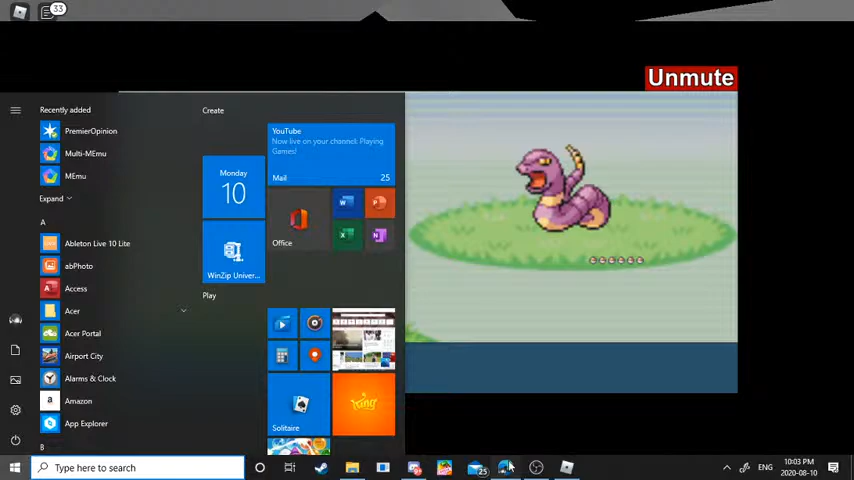 33
Unmute
Recently added
PremierOpinion
Multi-MEmu
MEmu
Expand
A
Ableton Live 10 Lite
abPhoto
Access
Acer
Acer Portal
Airport City
Alarms & Clock
Amazon
App Explorer
B
Create
Monday
10
WinZip Univer...
YouTube
Now live on your channel: Playing
Games!
Mail
25
Office
Play
Solitaire
king
Type here to search
25
ENG
10:03 PM
2020-08-10